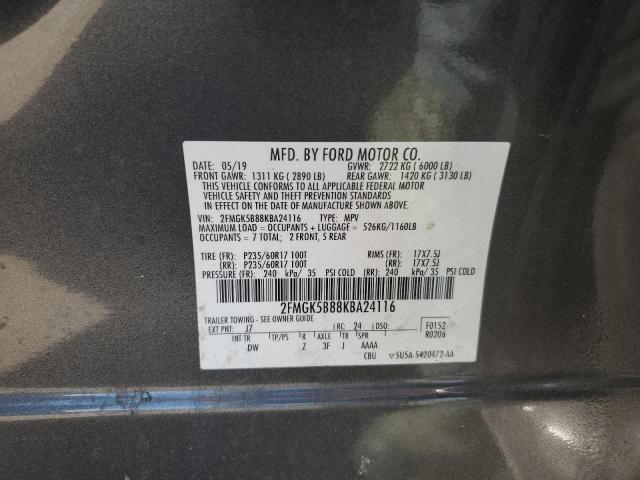 MFD. BY FORD MOTOR CO.
DATE: 05/19 GVWR: 2722 KG ( 6000 LB)
FRONT GAWR: 1311 KG ( 2890 LB) REAR GAWR: 1420 KG ( 3130 LB)
THIS VEHICLE CONFORMS TO ALL APPLICABLE FEDERAL MOTOR
VEHICLE SAFETY AND THEFT PREVENTION STANDARDS
IN EFFECT ON THE DATE OF MANUFACTURE SHOWN ABOVE.
VIN: 2FMGK5B88KBA24116 TYPE: MPV
MAXIMUM LOAD = OCCUPANTS + LUGGAGE = 526KG/1160LB
OCCUPANTS = 7 TOTAL; 2 FRONT, 5 REAR
TIRE (FR): P235/60R17 100T RIMS (FR): 17X7.5J
(RR): P235/60R17 100T (RR): 17X7.5J
PRESSURE (FR): 240 kPa/ 35 PSI COLD (RR): 240 kPa/ 35 PSI COLD
2FMGK5B88KBA24116
TRAILER TOWING - SEE OWNER GUIDE
EXT PNT: J7 RC: 24 DSO: F0152
INT TR TP/PS R AXLE TR SPR R0206
DW Z 3F J AAAA
CBU 5U5A-5420472-AA